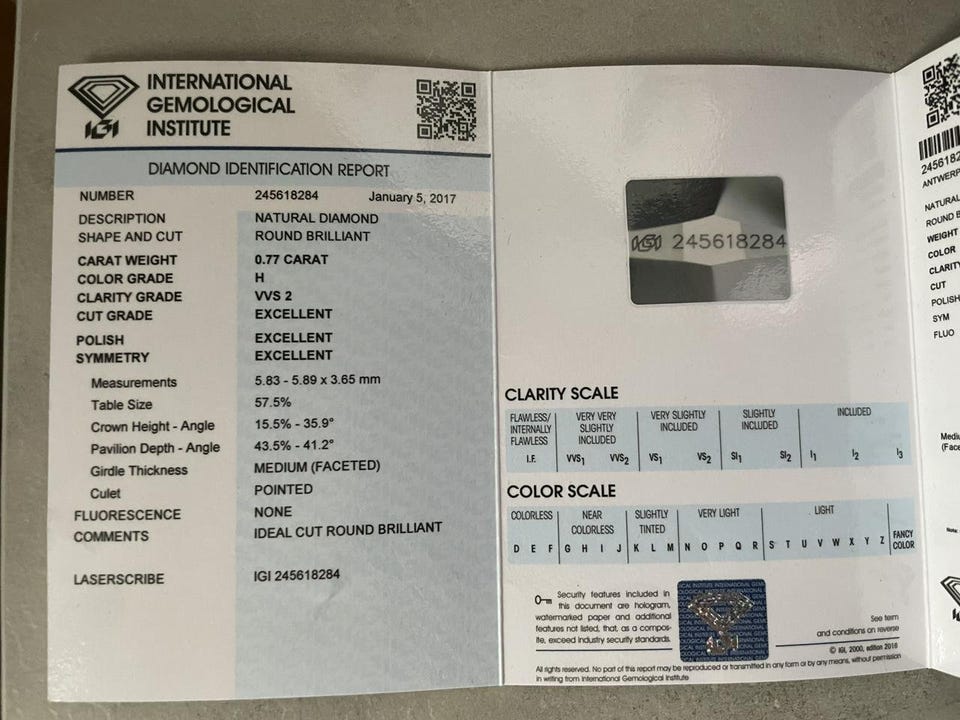 INTERNATIONAL
GEMOLOGICAL
INSTITUTE
IGI
DIAMOND IDENTIFICATION REPORT
NUMBER 245618284 January 5, 2017
DESCRIPTION NATURAL DIAMOND
SHAPE AND CUT ROUND BRILLIANT
CARAT WEIGHT 0.77 CARAT
COLOR GRADE H
CLARITY GRADE VVS 2
CUT GRADE EXCELLENT
POLISH EXCELLENT
SYMMETRY EXCELLENT
Measurements 5.83 - 5.89 x 3.65 mm
Table Size 57.5%
Crown Height - Angle 15.5% - 35.9°
Pavilion Depth - Angle 43.5% - 41.2°
Girdle Thickness MEDIUM (FACETED)
Culet POINTED
FLUORESCENCE NONE
COMMENTS IDEAL CUT ROUND BRILLIANT
LASERSCRIBE IGI 245618284
IGI 245618284
CLARITY SCALE
FLAWLESS/ VERY VERY VERY SLIGHTLY SLIGHTLY INCLUDED
INTERNALLY SLIGHTLY INCLUDED INCLUDED
FLAWLESS INCLUDED
I.F. VVS1 VVS2 VS1 VS2 SI1 SI2 I1 I2 I3
COLOR SCALE
COLORLESS NEAR SLIGHTLY VERY LIGHT LIGHT
COLORLESS TINTED
D E F G H I J K L M N O P Q R S T U V W X Y Z FANCY
COLOR
Security features included in
this document are hologram,
watermarked paper and additional
features not listed, that, as a compos-
ite, exceed industry security standards.
See term
and conditions on reverse
© IGI, 2000, edition 2016
All rights reserved. No part of this report may be reproduced or transmitted in any form or by any means, without permission
in writing from International Gemological Institute
ANTWERP
NATURAL
ROUND B
WEIGHT
COLOR
CLARITY
CUT
POLISH
SYM
FLUO
(Face
Note: